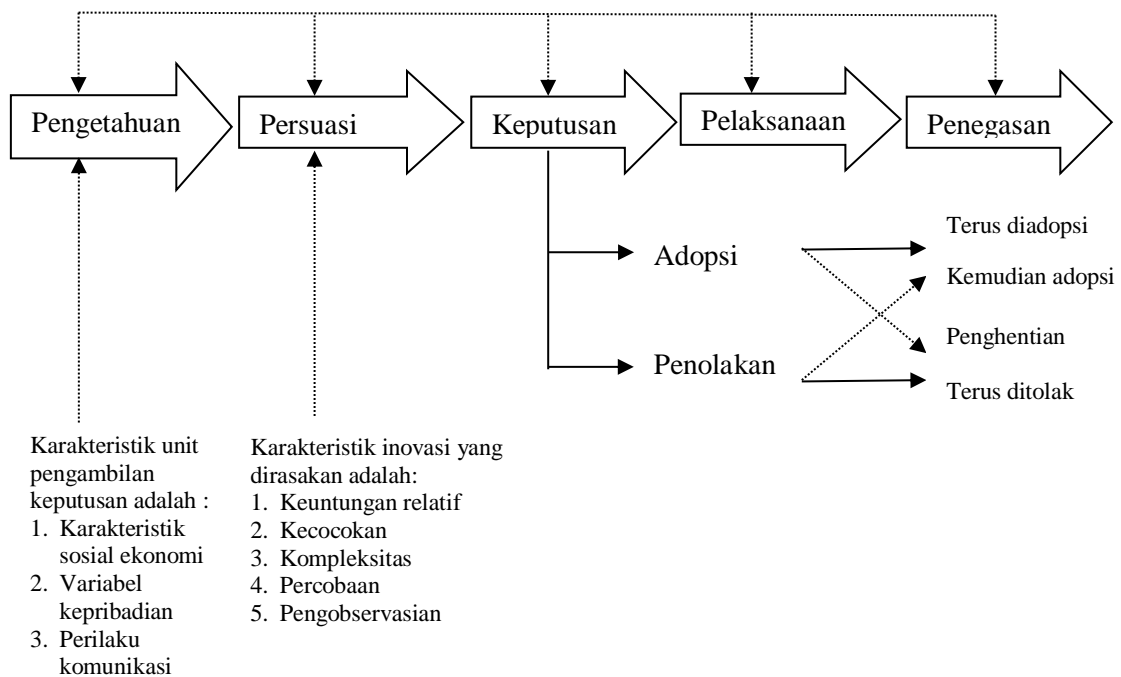 Pengetahuan
Persuasi
Keputusan
Pelaksanaan
Penegasan
Adopsi
Penolakan
Terus diadopsi
Kemudian adopsi
Penghentian
Terus ditolak
Karakteristik unit
pengambilan
keputusan adalah :
1. Karakteristik
sosial ekonomi
2. Variabel
kepribadian
3. Perilaku
komunikasi
Karakteristik inovasi yang
dirasakan adalah:
1. Keuntungan relatif
2. Kecocokan
3. Kompleksitas
4. Percobaan
5. Pengobservasian